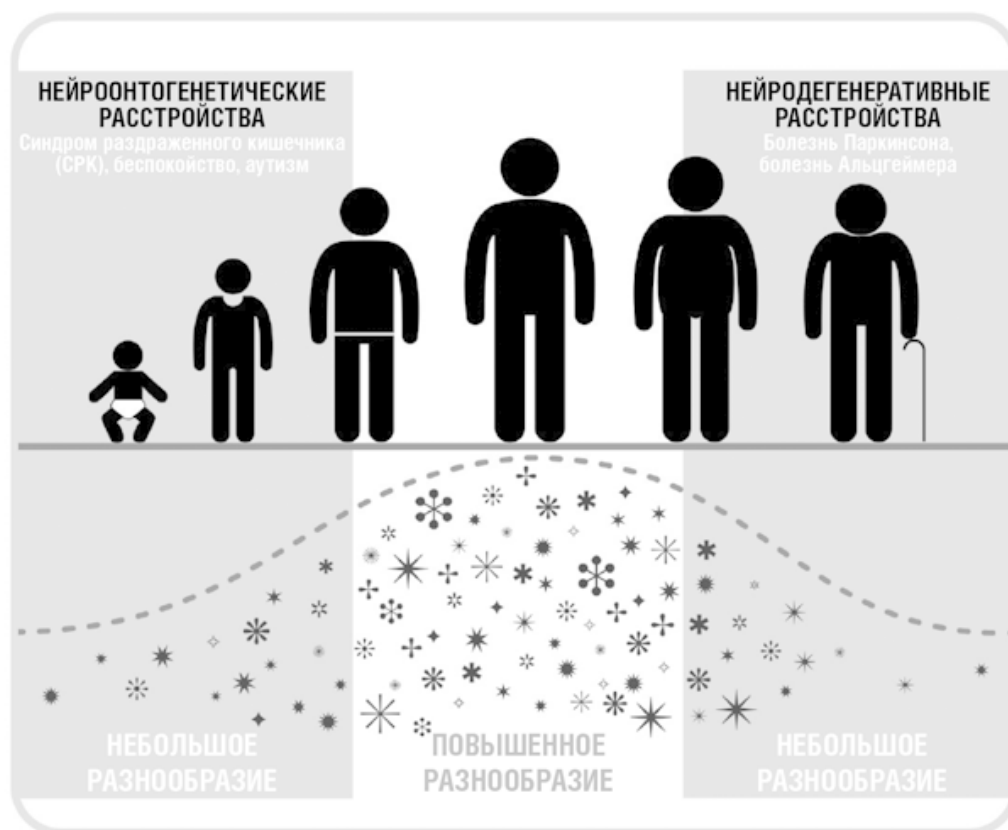 НЕЙРООНТОГЕНЕТИЧЕСКИЕ
РАССТРОЙСТВА
Синдром раздраженного кишечника
(СРК), беспокойство, аутизм
НЕЙРОДЕГЕНЕРАТИВНЫЕ
РАССТРОЙСТВА
Болезнь Паркинсона,
болезнь Альцгеймера
НЕБОЛЬШОЕ
РАЗНООБРАЗИЕ
ПОВЫШЕННОЕ
РАЗНООБРАЗИЕ
НЕБОЛЬШОЕ
РАЗНООБРАЗИЕ